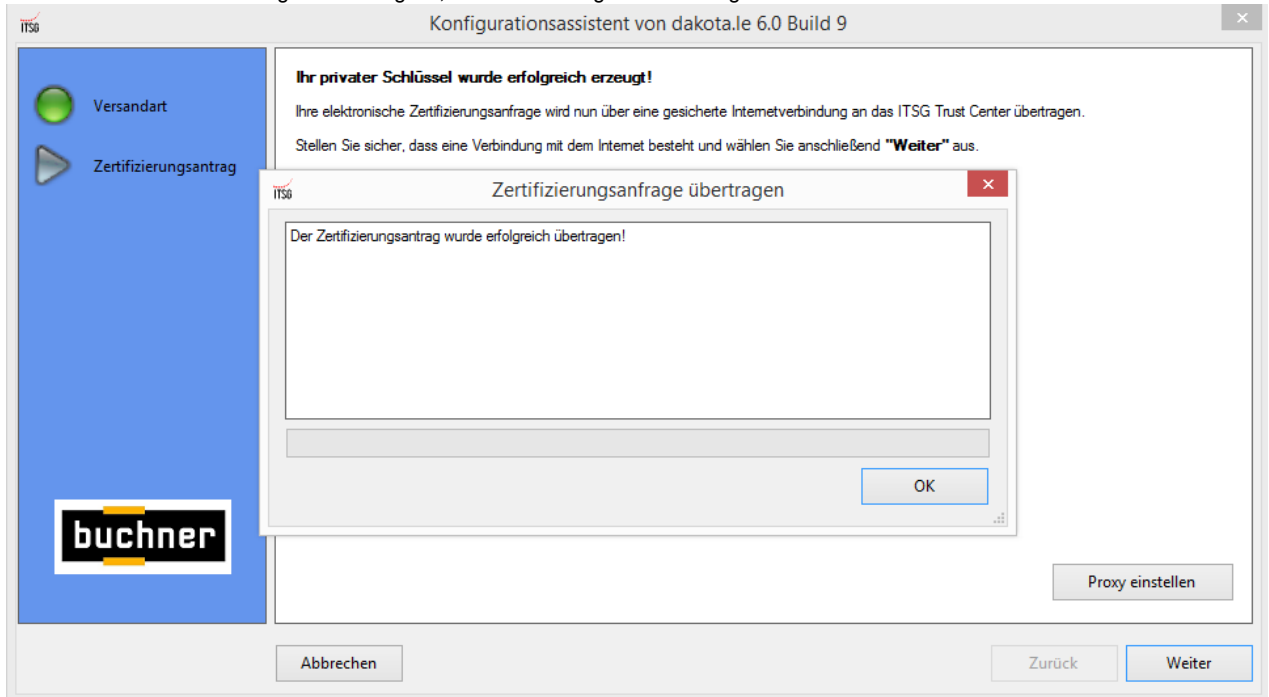 ITSG
Konfigurationsassistent von dakota.le 6.0 Build 9
Versandart
Zertifizierungsantrag
Ihr privater Schlüssel wurde erfolgreich erzeugt!
Ihre elektronische Zertifizierungsanfrage wird nun über eine gesicherte Internetverbindung an das ITSG Trust Center übertragen.
Stellen Sie sicher, dass eine Verbindung mit dem Internet besteht und wählen Sie anschließend "Weiter" aus.
ITSG
Zertifizierungsanfrage übertragen
Der Zertifizierungsantrag wurde erfolgreich übertragen!
OK
buchner
Proxy einstellen
Abbrechen
Zurück
Weiter